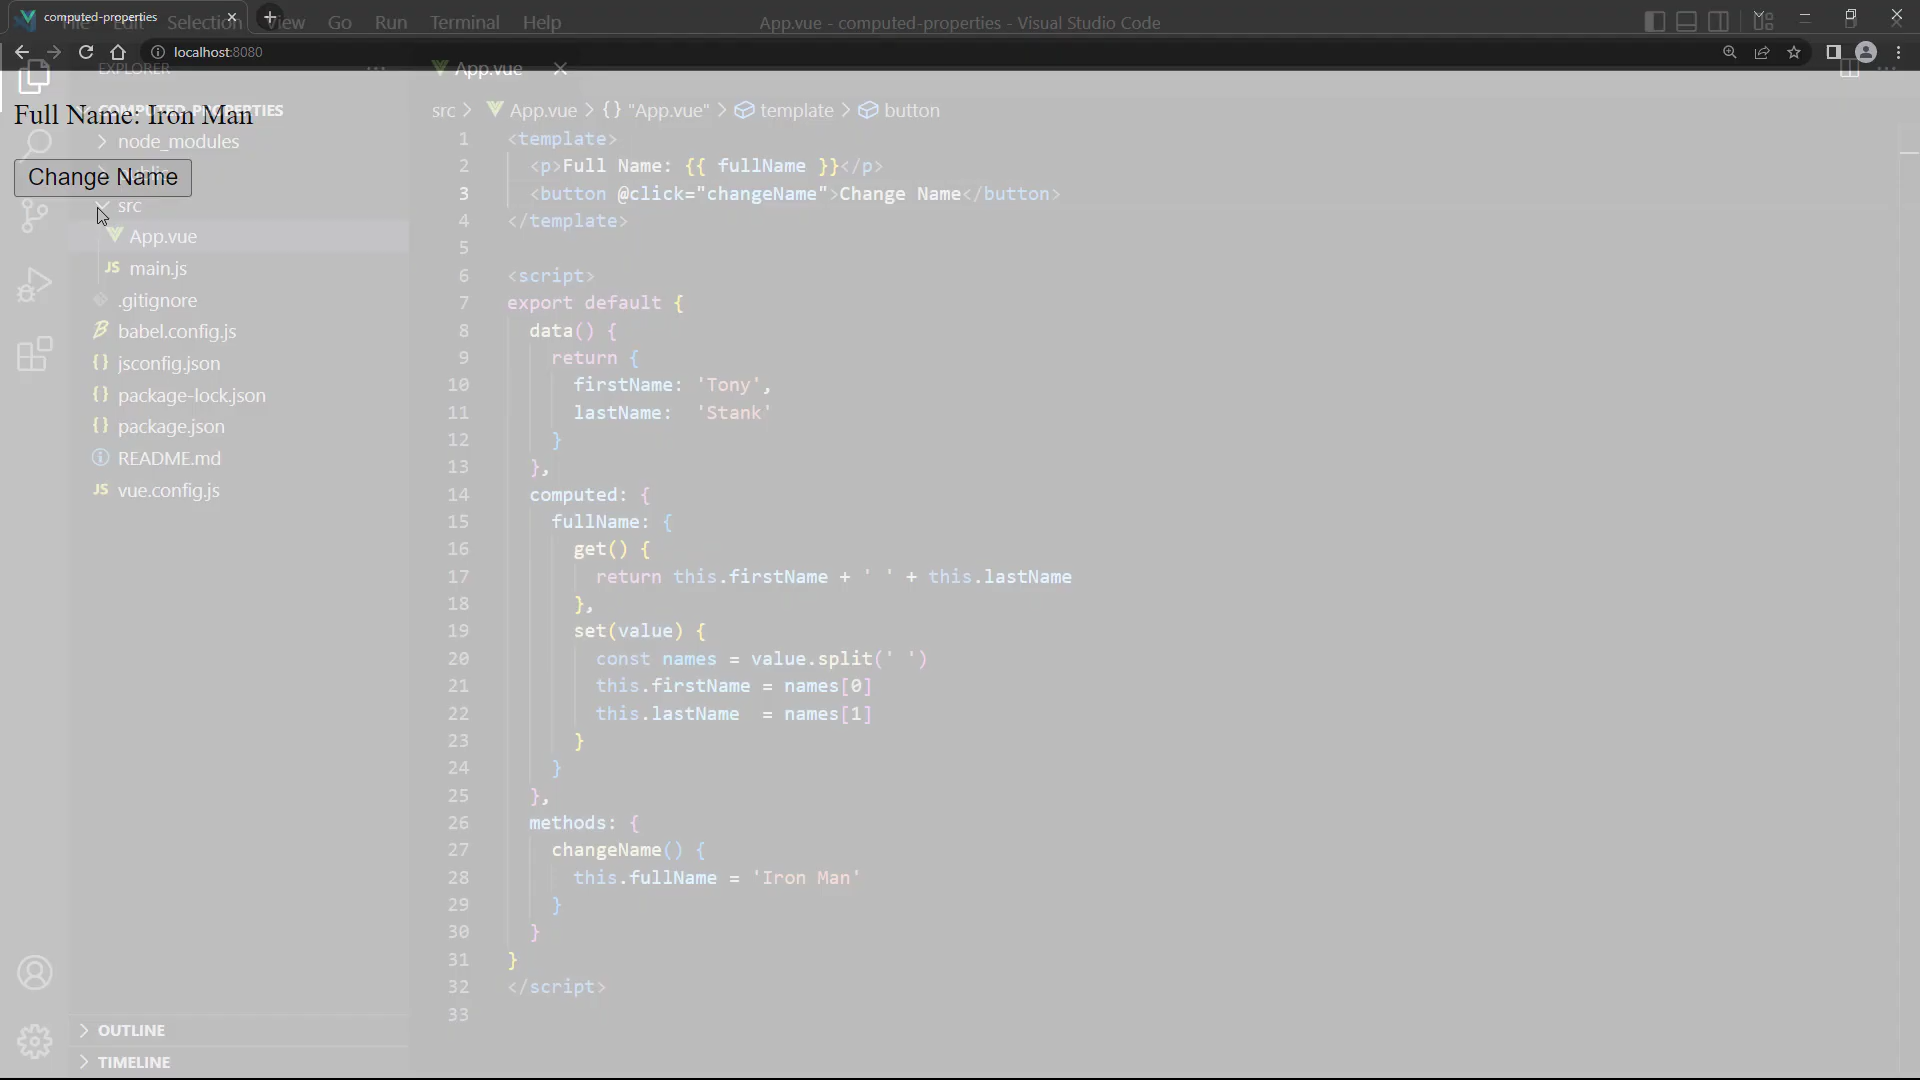 computed-properties
File Edit Selection View Go Run Terminal Help
App.vue - computed-properties - Visual Studio Code
localhost:8080
EXPLORER
App.vue
Full Name: Iron Man
COMPUTED-PROPERTIES
node_modules
Change Name
src
App.vue
main.js
.gitignore
babel.config.js
jsconfig.json
package-lock.json
package.json
README.md
vue.config.js
OUTLINE
TIMELINE
src > App.vue > {} "App.vue" > template > button
1 <template>
2 <p>Full Name: {{ fullName }}</p>
3 <button @click="changeName">Change Name</button>
4 </template>
5
6 <script>
7 export default {
8 data() {
9 return {
10 firstName: 'Tony',
11 lastName: 'Stank'
12 }
13 },
14 computed: {
15 fullName: {
16 get() {
17 return this.firstName + ' ' + this.lastName
18 },
19 set(value) {
20 const names = value.split(' ')
21 this.firstName = names[0]
22 this.lastName = names[1]
23 }
24 }
25 },
26 methods: {
27 changeName() {
28 this.fullName = 'Iron Man'
29 }
30 }
31 }
32 </script>
33